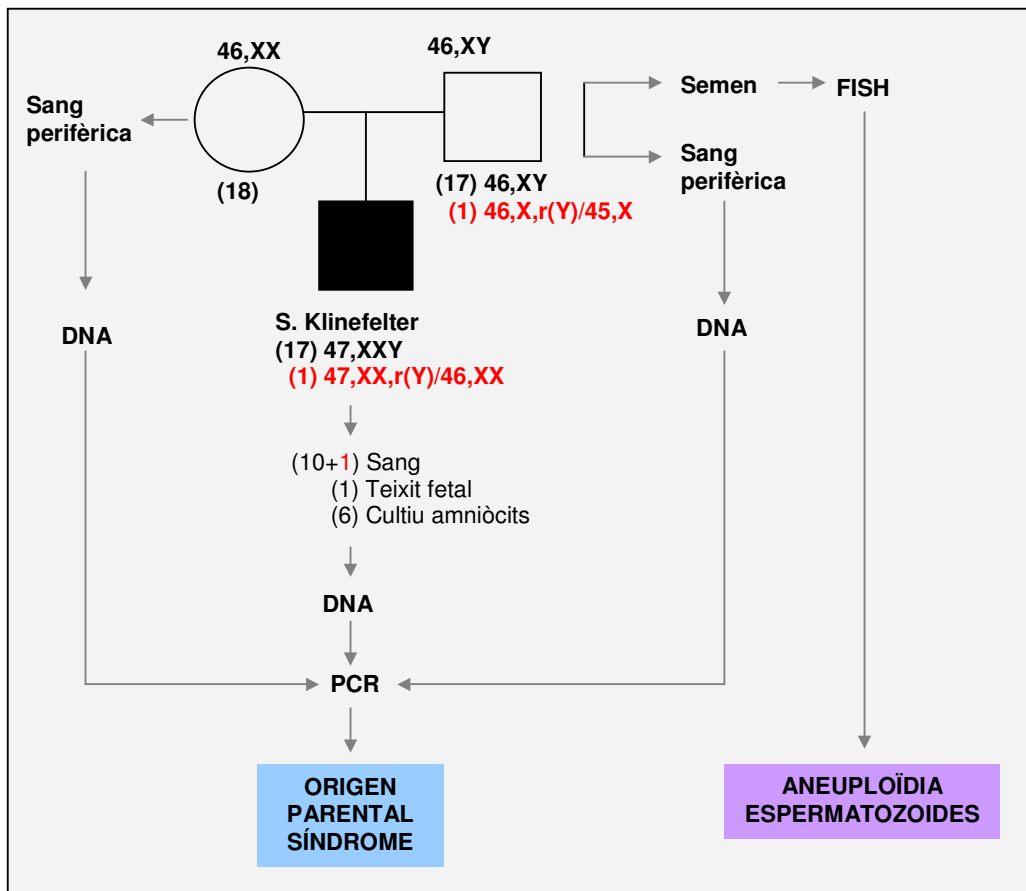 46,XX
46,XY
Sang
perifèrica
(18)
(17) 46,XY
(1) 46,X,r(Y)/45,X
Semen
FISH
Sang
perifèrica
S. Klinefelter
(17) 47,XXY
(1) 47,XX,r(Y)/46,XX
DNA
DNA
(10+1) Sang
(1) Teixit fetal
(6) Cultiu amniòcits
DNA
PCR
ORIGEN
PARENTAL
SÍNDROME
ANEUPLOÏDIA
ESPERMATOZOIDES